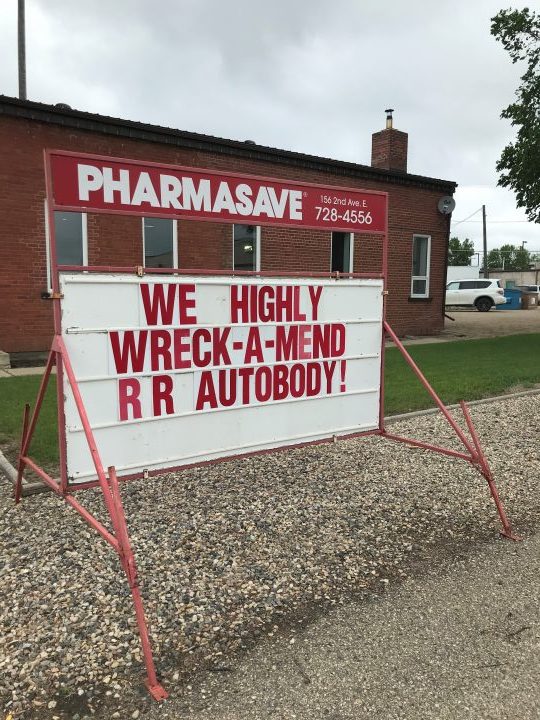 PHARMASAVE®
156 2nd Ave. E.
728-4556
WE HIGHLY
WRECK-A-MEND
R R AUTOBODY!